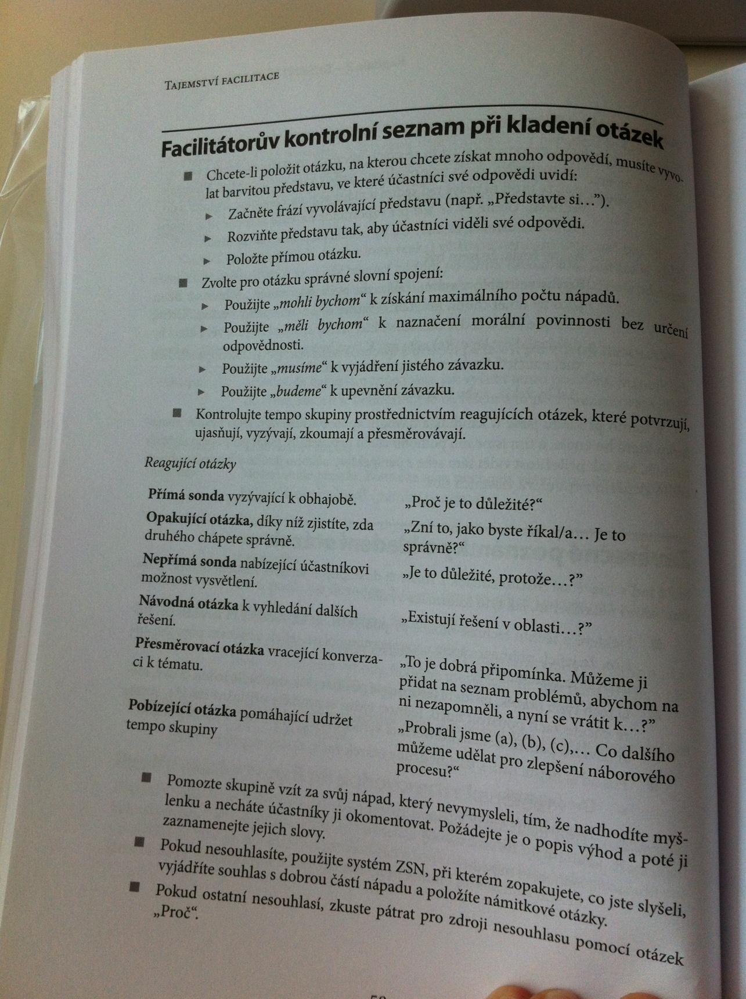 Tajemství facilitace
Facilitátorův kontrolní seznam při kladení otázek
■ Chcete-li položit otázku, na kterou chcete získat mnoho odpovědí, musíte vyvo-
lat barvitou představu, ve které účastníci své odpovědi uvidí:
► Začněte frází vyvolávající představu (např. „Představte si…”).
► Rozviňte představu tak, aby účastníci viděli své odpovědi.
► Položte přímou otázku.
■ Zvolte pro otázku správné slovní spojení:
► Použijte „mohli bychom“ k získání maximálního počtu nápadů.
► Použijte „měli bychom“ k naznačení morální povinnosti bez určení
odpovědnosti.
► Použijte „musíme“ k vyjádření jistého závazku.
► Použijte „budeme“ k upevnění závazku.
■ Kontrolujte tempo skupiny prostřednictvím reagujících otázek, které potvrzují,
ujasňují, vyzývají, zkoumají a přesměrovávají.
Reagující otázky
Přímá sonda vyzývající k obhajobě.
„Proč je to důležité?“
Opakující otázka, díky níž zjistíte, zda
druhého chápete správně.
„Zní to, jako byste říkal/a… Je to
správně?“
Nepřímá sonda nabízející účastníkovi
možnost vysvětlení.
„Je to důležité, protože…?”
Návodná otázka k vyhledání dalších
řešení.
„Existují řešení v oblasti…?”
Přesměrovací otázka vracející konverza-
ci k tématu.
„To je dobrá připomínka. Můžeme ji
přidat na seznam problémů, abychom na
ni nezapomněli, a nyní se vrátit k…?”
Pobízející otázka pomáhající udržet
tempo skupiny
„Probrali jsme (a), (b), (c),… Co dalšího
můžeme udělat pro zlepšení náborového
procesu?“
■ Pomozte skupině vzít za svůj nápad, který nevymysleli, tím, že nadhodíte myš-
lenku a necháte účastníky ji okomentovat. Požádejte je o popis výhod a poté ji
zaznamenejte jejich slovy.
■ Pokud nesouhlasíte, použijte systém ZSN, při kterém zopakujete, co jste slyšeli,
vyjádříte souhlas s dobrou částí nápadu a položíte námitkové otázky.
■ Pokud ostatní nesouhlasí, zkuste pátrat pro zdroji nesouhlasu pomocí otázek
„Proč“.